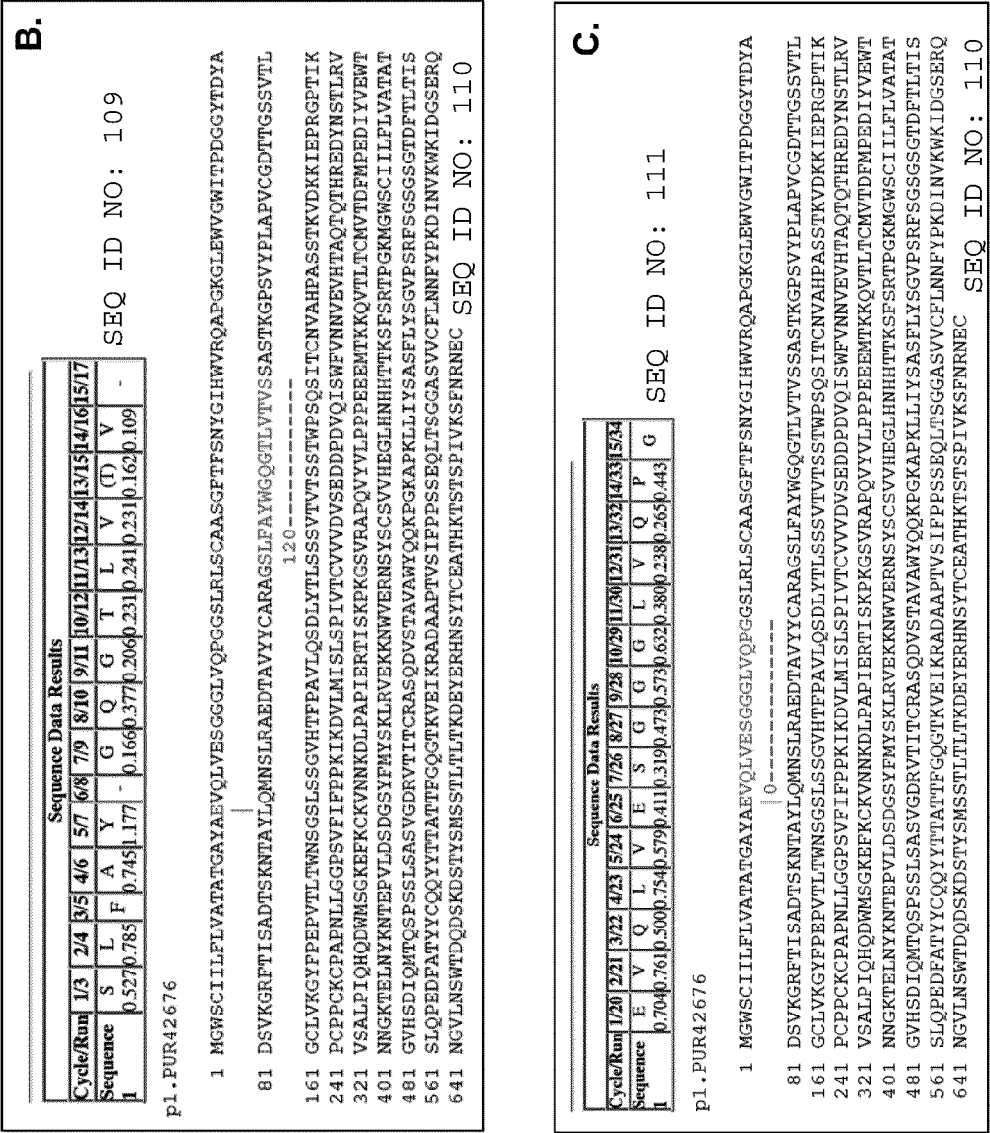 B.
Sequence Data Results
Cycle/Run 1/3 2/4 3/5 4/6 5/7 6/8 7/9 8/10 9/11 10/12 11/13 12/14 13/15 14/16 15/17
Sequence S L F A Y - G Q G T L V (T) V -
1 0.527 0.785 0.745 1.177 0.166 0.377 0.206 0.231 0.241 0.231 0.162 0.109
SEQ ID NO: 109
p1.PUR42676
1 MGWSCIILFLVATATGAYAEVQLVESGGGLVQPGGSLRLSCAASGFTFSNYGIHWVRQAPGKGLEWVGWITPDGGYTDYA
81 DSVKGRFTISADTSKNTAYLQMNSLRAEDTAVYYCARAGSLFAYWGQGTLVTVSSASTKGPSVYPLAPVCGDTTGSSVTL
120------------
161 GCLVKGYFPEPVTLTWNSGSLSSGVHTFPAVLQSDLYTLSSSVTVTSSTWPSQSITCNVAHPASSTKVDKKIEPRGPTIK
241 PCPPCKCPAPNLLGGPSVFIFPPKIKDVLMISLSPIVTCVVVDVSEDDPDVQISWFVNNVEVHTAQTQTHREDYNSTLRV
321 VSALPIQHQDWMSGKEFKCKVNNKDLPAPIERTISKPKGSVRAPQVYVLPPPEEEMTKKQVTLTCMVTDFMPEDIYVEWT
401 NNGKTELNYKNTEPVLDSDGSYFMYSKLRVEKKNWVERNSYSCSVVHEGLHNHHTTKSFSRTPGKMGWSCIILFLVATAT
481 GVHSDIQMTQSPSSLSASVGDRVTITCRASQDVSTAVAWYQQKPGKAPKLLIYSASFLYSGVPSRFSGSGSGTDFTLTIS
561 SLQPEDFATYYCQQYYTTATTFGQGTKVEIKRADAAPTVSIFPPSSEQLTSGGASVVCFLNNFYPKDINVKWKIDGSERQ
641 NGVLNSWTDQDSKDSTYSMSSTLTLTKDEYERHNSYTCEATHKTSTSPIVKSFNRNEC
SEQ ID NO: 110
C.
Sequence Data Results
Cycle/Run 1/20 2/21 3/22 4/23 5/24 6/25 7/26 8/27 9/28 10/29 11/30 12/31 13/32 14/33 15/34
Sequence E V Q L V E S G G G L V Q P G
1 0.704 0.761 0.500 0.754 0.579 0.411 0.319 0.473 0.573 0.632 0.380 0.238 0.265 0.443
SEQ ID NO: 111
p1.PUR42676
1 MGWSCIILFLVATATGAYAEVQLVESGGGLVQPGGSLRLSCAASGFTFSNYGIHWVRQAPGKGLEWVGWITPDGGYTDYA
0------------
81 DSVKGRFTISADTSKNTAYLQMNSLRAEDTAVYYCARAGSLFAYWGQGTLVTVSSASTKGPSVYPLAPVCGDTTGSSVTL
161 GCLVKGYFPEPVTLTWNSGSLSSGVHTFPAVLQSDLYTLSSSVTVTSSTWPSQSITCNVAHPASSTKVDKKIEPRGPTIK
241 PCPPCKCPAPNLLGGPSVFIFPPKIKDVLMISLSPIVTCVVVDVSEDDPDVQISWFVNNVEVHTAQTQTHREDYNSTLRV
321 VSALPIQHQDWMSGKEFKCKVNNKDLPAPIERTISKPKGSVRAPQVYVLPPPEEEMTKKQVTLTCMVTDFMPEDIYVEWT
401 NNGKTELNYKNTEPVLDSDGSYFMYSKLRVEKKNWVERNSYSCSVVHEGLHNHHTTKSFSRTPGKMGWSCIILFLVATAT
481 GVHSDIQMTQSPSSLSASVGDRVTITCRASQDVSTAVAWYQQKPGKAPKLLIYSASFLYSGVPSRFSGSGSGTDFTLTIS
561 SLQPEDFATYYCQQYYTTATTFGQGTKVEIKRADAAPTVSIFPPSSEQLTSGGASVVCFLNNFYPKDINVKWKIDGSERQ
641 NGVLNSWTDQDSKDSTYSMSSTLTLTKDEYERHNSYTCEATHKTSTSPIVKSFNRNEC
SEQ ID NO: 110